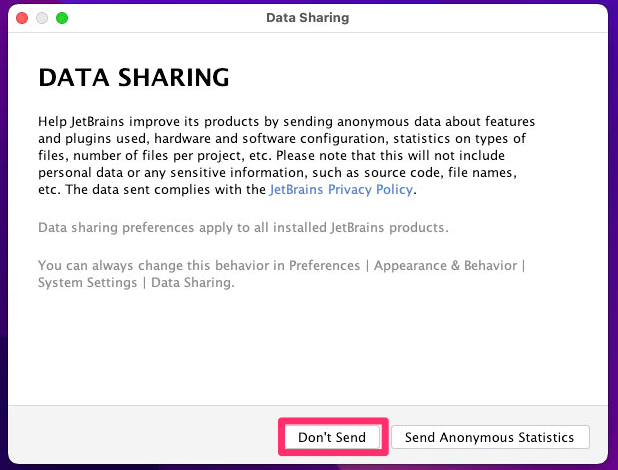 Data Sharing
DATA SHARING
Help JetBrains improve its products by sending anonymous data about features
and plugins used, hardware and software configuration, statistics on types of
files, number of files per project, etc. Please note that this will not include
personal data or any sensitive information, such as source code, file names,
etc. The data sent complies with the JetBrains Privacy Policy.
Data sharing preferences apply to all installed JetBrains products.
You can always change this behavior in Preferences | Appearance & Behavior |
System Settings | Data Sharing.
Don't Send
Send Anonymous Statistics